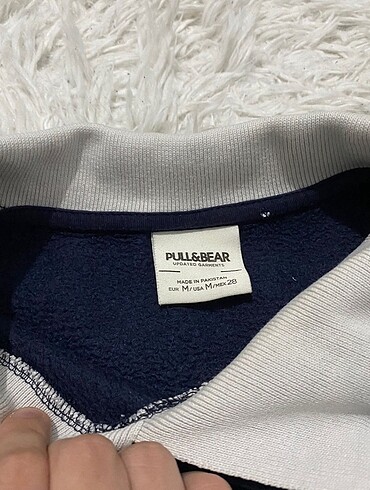 PULL&BEAR
UPDATED GARMENTS
MADE IN PAKISTAN
EUR M/USA M/MEX 28